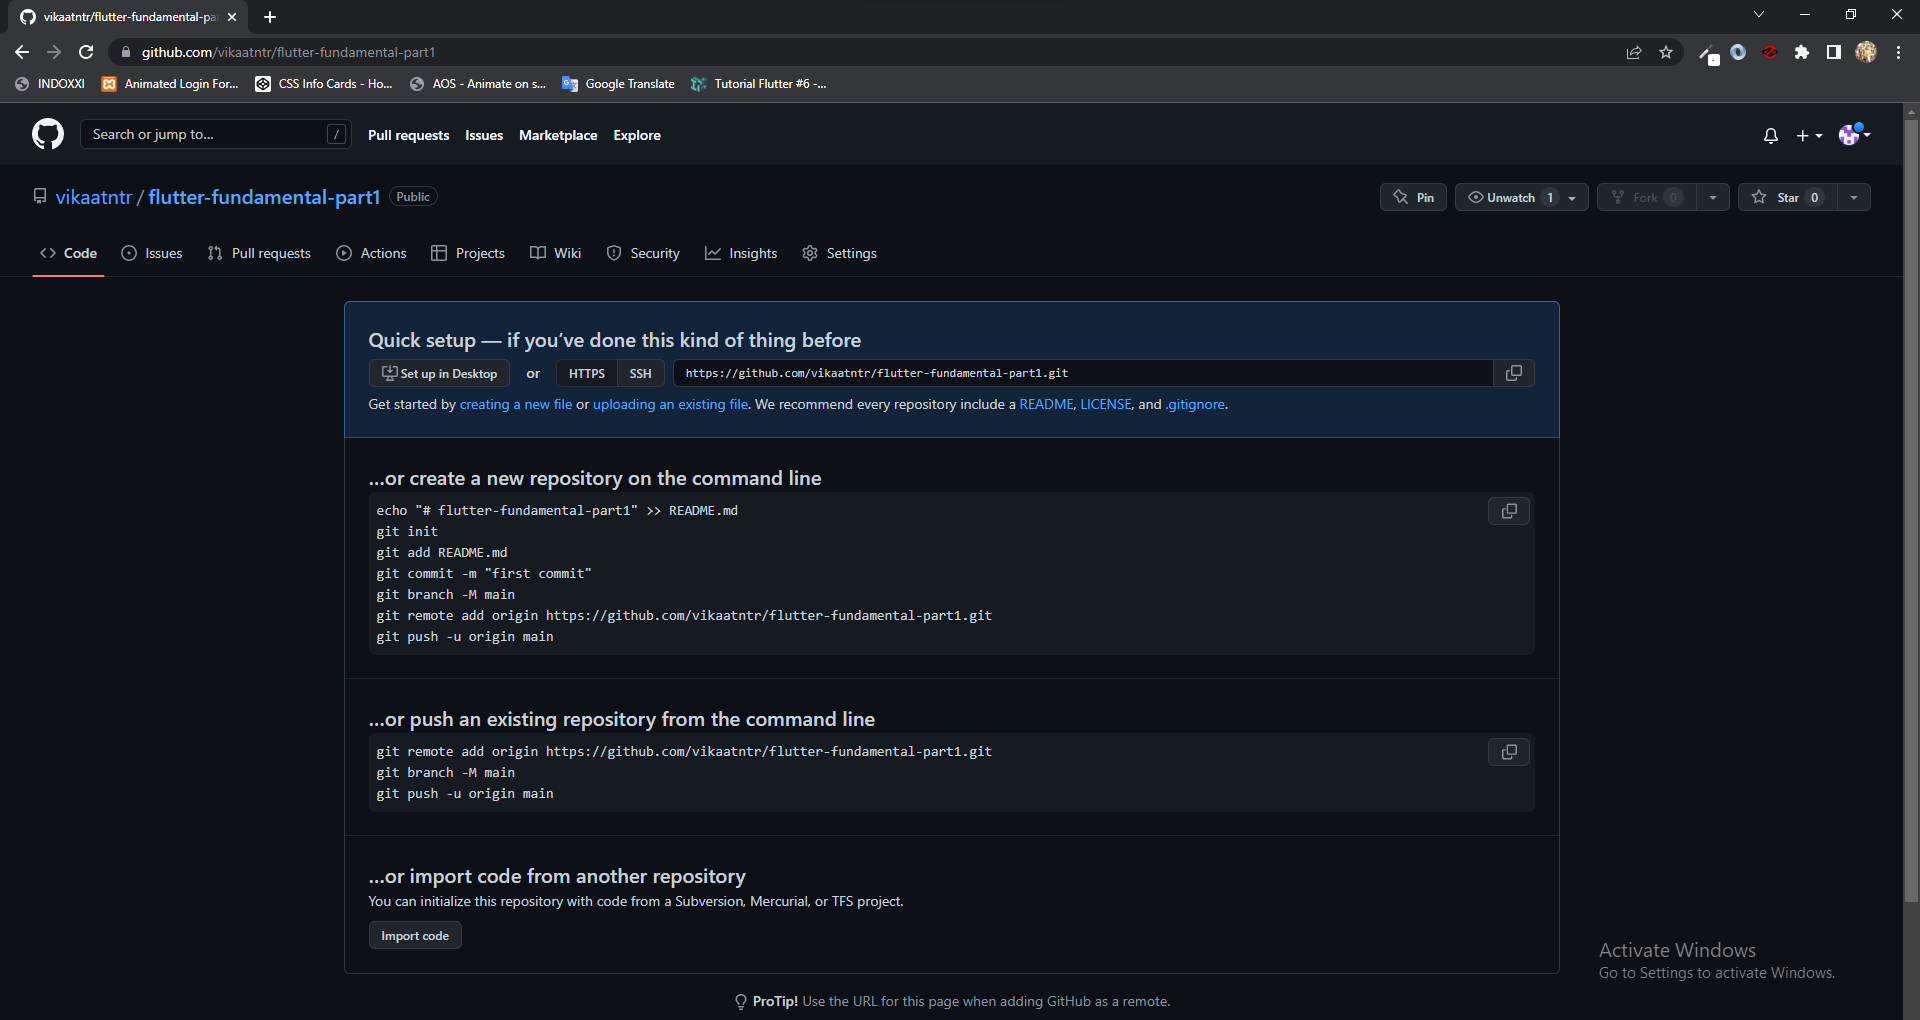 vikaatntr/flutter-fundamental-pa
github.com/vikaatntr/flutter-fundamental-part1
INDOXXI Animated Login For... CSS Info Cards - Ho... AOS - Animate on s... Google Translate Tutorial Flutter #6 -...
Search or jump to... / Pull requests Issues Marketplace Explore
vikaatntr / flutter-fundamental-part1 Public Pin Unwatch 1 Fork 0 Star 0
Code Issues Pull requests Actions Projects Wiki Security Insights Settings
Quick setup — if you’ve done this kind of thing before
Set up in Desktop or HTTPS SSH https://github.com/vikaatntr/flutter-fundamental-part1.git
Get started by creating a new file or uploading an existing file. We recommend every repository include a README, LICENSE, and .gitignore.
…or create a new repository on the command line
echo "# flutter-fundamental-part1" >> README.md
git init
git add README.md
git commit -m "first commit"
git branch -M main
git remote add origin https://github.com/vikaatntr/flutter-fundamental-part1.git
git push -u origin main
…or push an existing repository from the command line
git remote add origin https://github.com/vikaatntr/flutter-fundamental-part1.git
git branch -M main
git push -u origin main
…or import code from another repository
You can initialize this repository with code from a Subversion, Mercurial, or TFS project.
Import code
Activate Windows
Go to Settings to activate Windows.
ProTip! Use the URL for this page when adding GitHub as a remote.